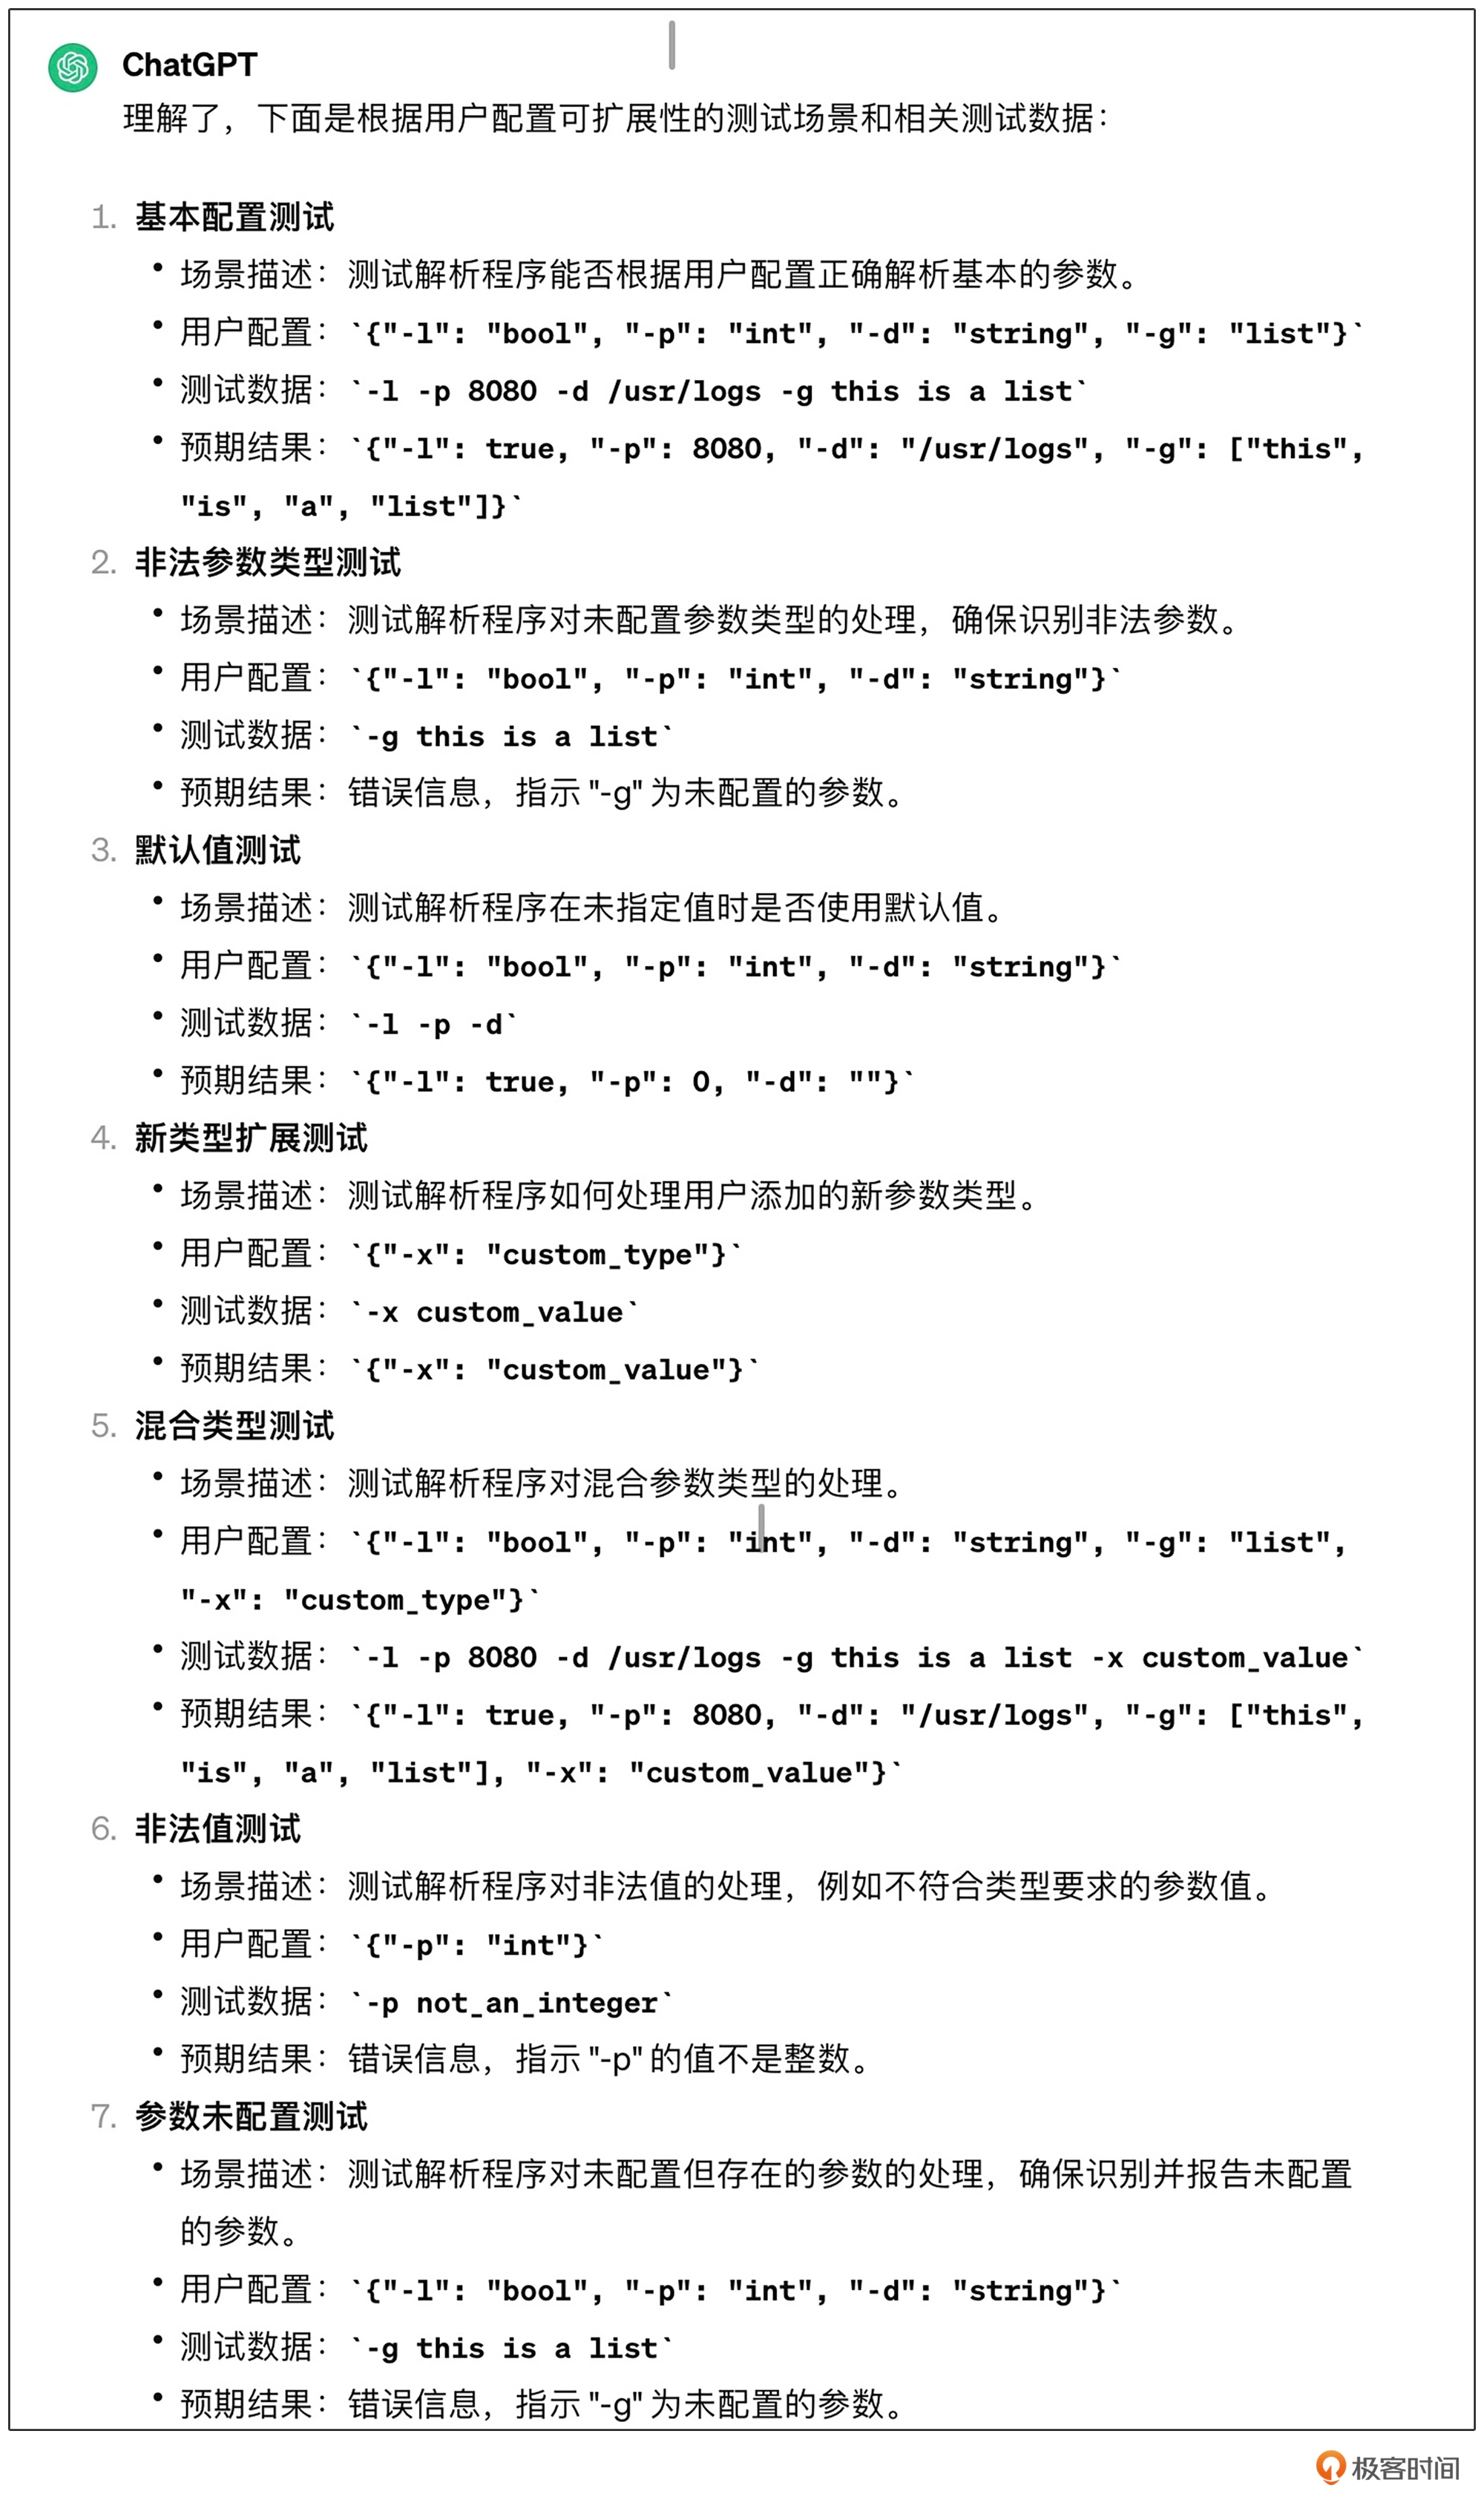 ChatGPT
理解了，下面是根据用户配置可扩展性的测试场景和相关测试数据：
1. 基本配置测试
• 场景描述：测试解析程序能否根据用户配置正确解析基本的参数。
• 用户配置：`{"-l": "bool", "-p": "int", "-d": "string", "-g": "list"}`
• 测试数据：`-l -p 8080 -d /usr/logs -g this is a list`
• 预期结果：`{"-l": true, "-p": 8080, "-d": "/usr/logs", "-g": ["this",
"is", "a", "list"]}`
2. 非法参数类型测试
• 场景描述：测试解析程序对未配置参数类型的处理，确保识别非法参数。
• 用户配置：`{"-l": "bool", "-p": "int", "-d": "string"}`
• 测试数据：`-g this is a list`
• 预期结果：错误信息，指示"-g"为未配置的参数。
3. 默认值测试
• 场景描述：测试解析程序在未指定值时是否使用默认值。
• 用户配置：`{"-l": "bool", "-p": "int", "-d": "string"}`
• 测试数据：`-l -p -d`
• 预期结果：`{"-l": true, "-p": 0, "-d": ""}`
4. 新类型扩展测试
• 场景描述：测试解析程序如何处理用户添加的新参数类型。
• 用户配置：`{"-x": "custom_type"}`
• 测试数据：`-x custom_value`
• 预期结果：`{"-x": "custom_value"}`
5. 混合类型测试
• 场景描述：测试解析程序对混合参数类型的处理。
• 用户配置：`{"-l": "bool", "-p": "int", "-d": "string", "-g": "list",
"-x": "custom_type"}`
• 测试数据：`-l -p 8080 -d /usr/logs -g this is a list -x custom_value`
• 预期结果：`{"-l": true, "-p": 8080, "-d": "/usr/logs", "-g": ["this",
"is", "a", "list"], "-x": "custom_value"}`
6. 非法值测试
• 场景描述：测试解析程序对非法值的处理，例如不符合类型要求的参数值。
• 用户配置：`{"-p": "int"}`
• 测试数据：`-p not_an_integer`
• 预期结果：错误信息，指示"-p"的值不是整数。
7. 参数未配置测试
• 场景描述：测试解析程序对未配置但存在的参数的处理，确保识别并报告未配置
的参数。
• 用户配置：`{"-l": "bool", "-p": "int", "-d": "string"}`
• 测试数据：`-g this is a list`
• 预期结果：错误信息，指示"-g"为未配置的参数。
极客时间